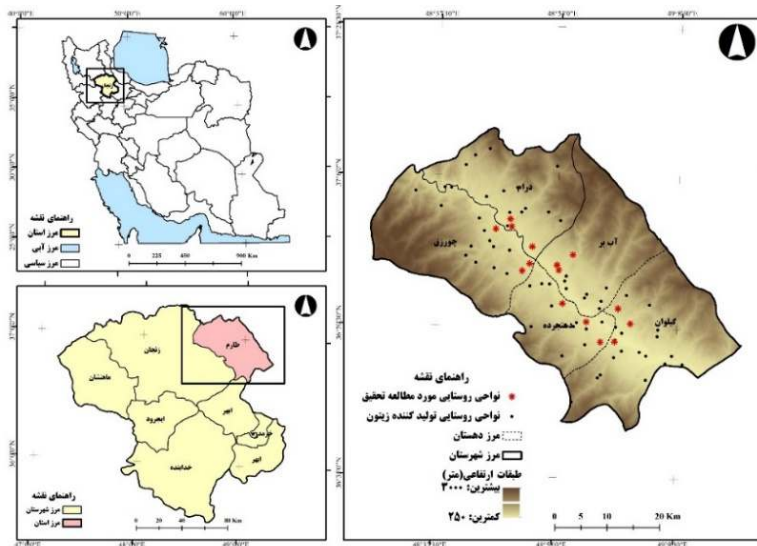 راهنمای نقشه
مرز استان
مرز آبی
مرز سیاسی
0 225 450 900 Km
راهنمای نقشه
مرز شهرستان
مرز استان
0 20 40 80 Km
زنجان
طارم
ماهنشان
ایجرود
ابهر
خرمدره
ابهر
خدابنده
درام
آب بر
چورزق
گیلوان
دهنجرده
راهنمای نقشه
نواحی روستایی مورد مطالعه تحقیق
نواحی روستایی تولید کننده زیتون
مرز دهستان
مرز شهرستان
طبقات ارتفاعی(متر)
بیشترین: ۳۰۰۰
کمترین: ۲۵۰
0 5 10 20 Km